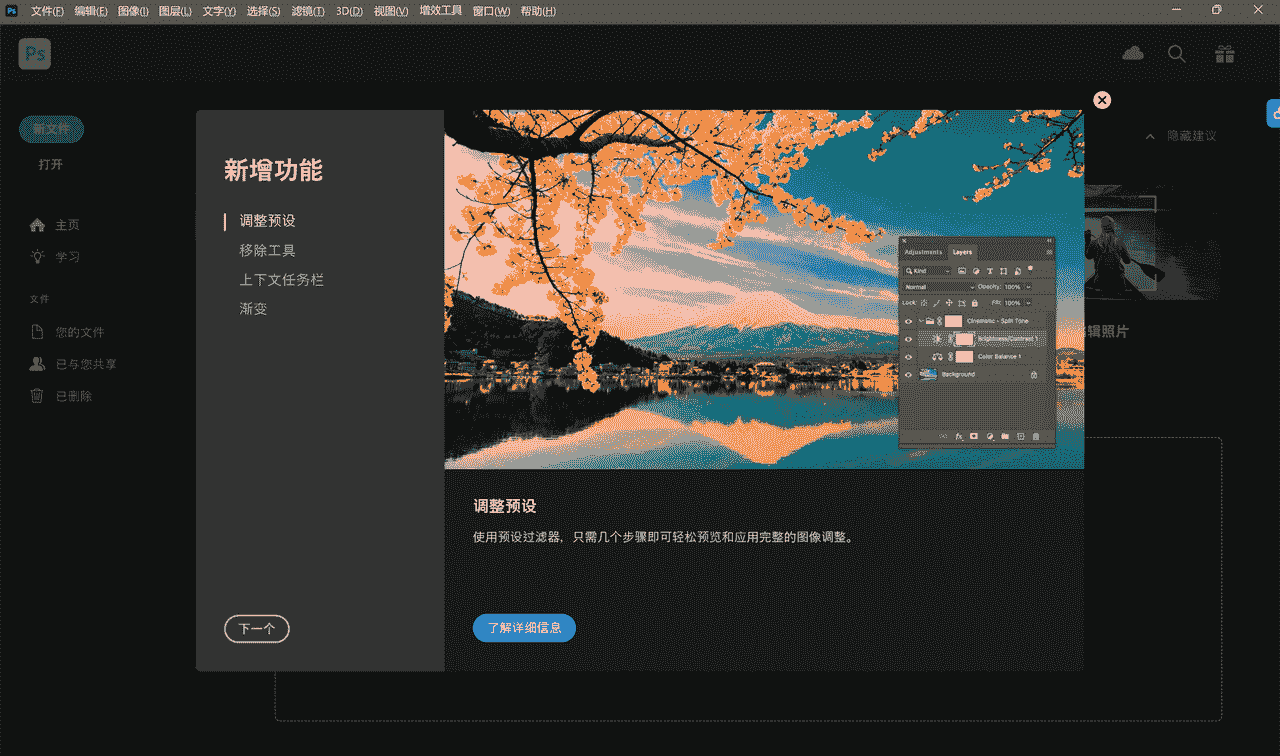 Ps 文件(F) 编辑(E) 图像(I) 图层(L) 文字(Y) 选择(S) 滤镜(T) 3D(D) 视图(V) 增效工具 窗口(W) 帮助(H)
Ps
新文件
打开
主页
学习
文件
您的文件
已与您共享
已删除
隐藏建议
辑照片
新增功能
调整预设
移除工具
上下文任务栏
渐变
下一个
Adjustments Layers
Kind
Normal Opacity: 100%
Lock: Fill: 100%
Cinematic - Split Tone
Brightness/Contrast 1
Color Balance 1
Background
fx
调整预设
使用预设过滤器，只需几个步骤即可轻松预览和应用完整的图像调整。
了解详细信息